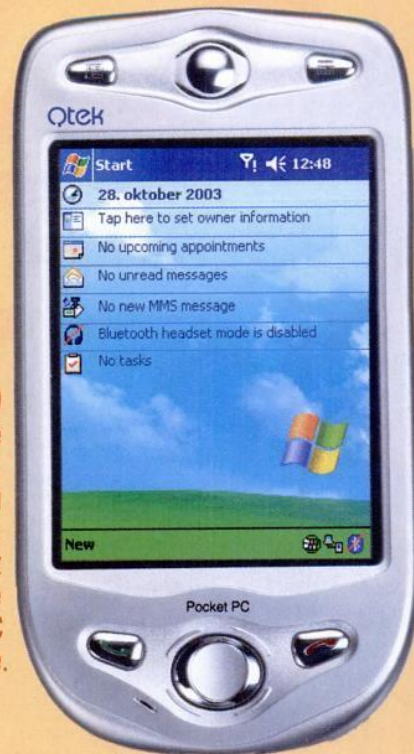 Qtek
Start 12:48
28. oktober 2003
Tap here to set owner information
No upcoming appointments
No unread messages
No new MMS message
Bluetooth headset mode is disabled
No tasks
New
Pocket PC